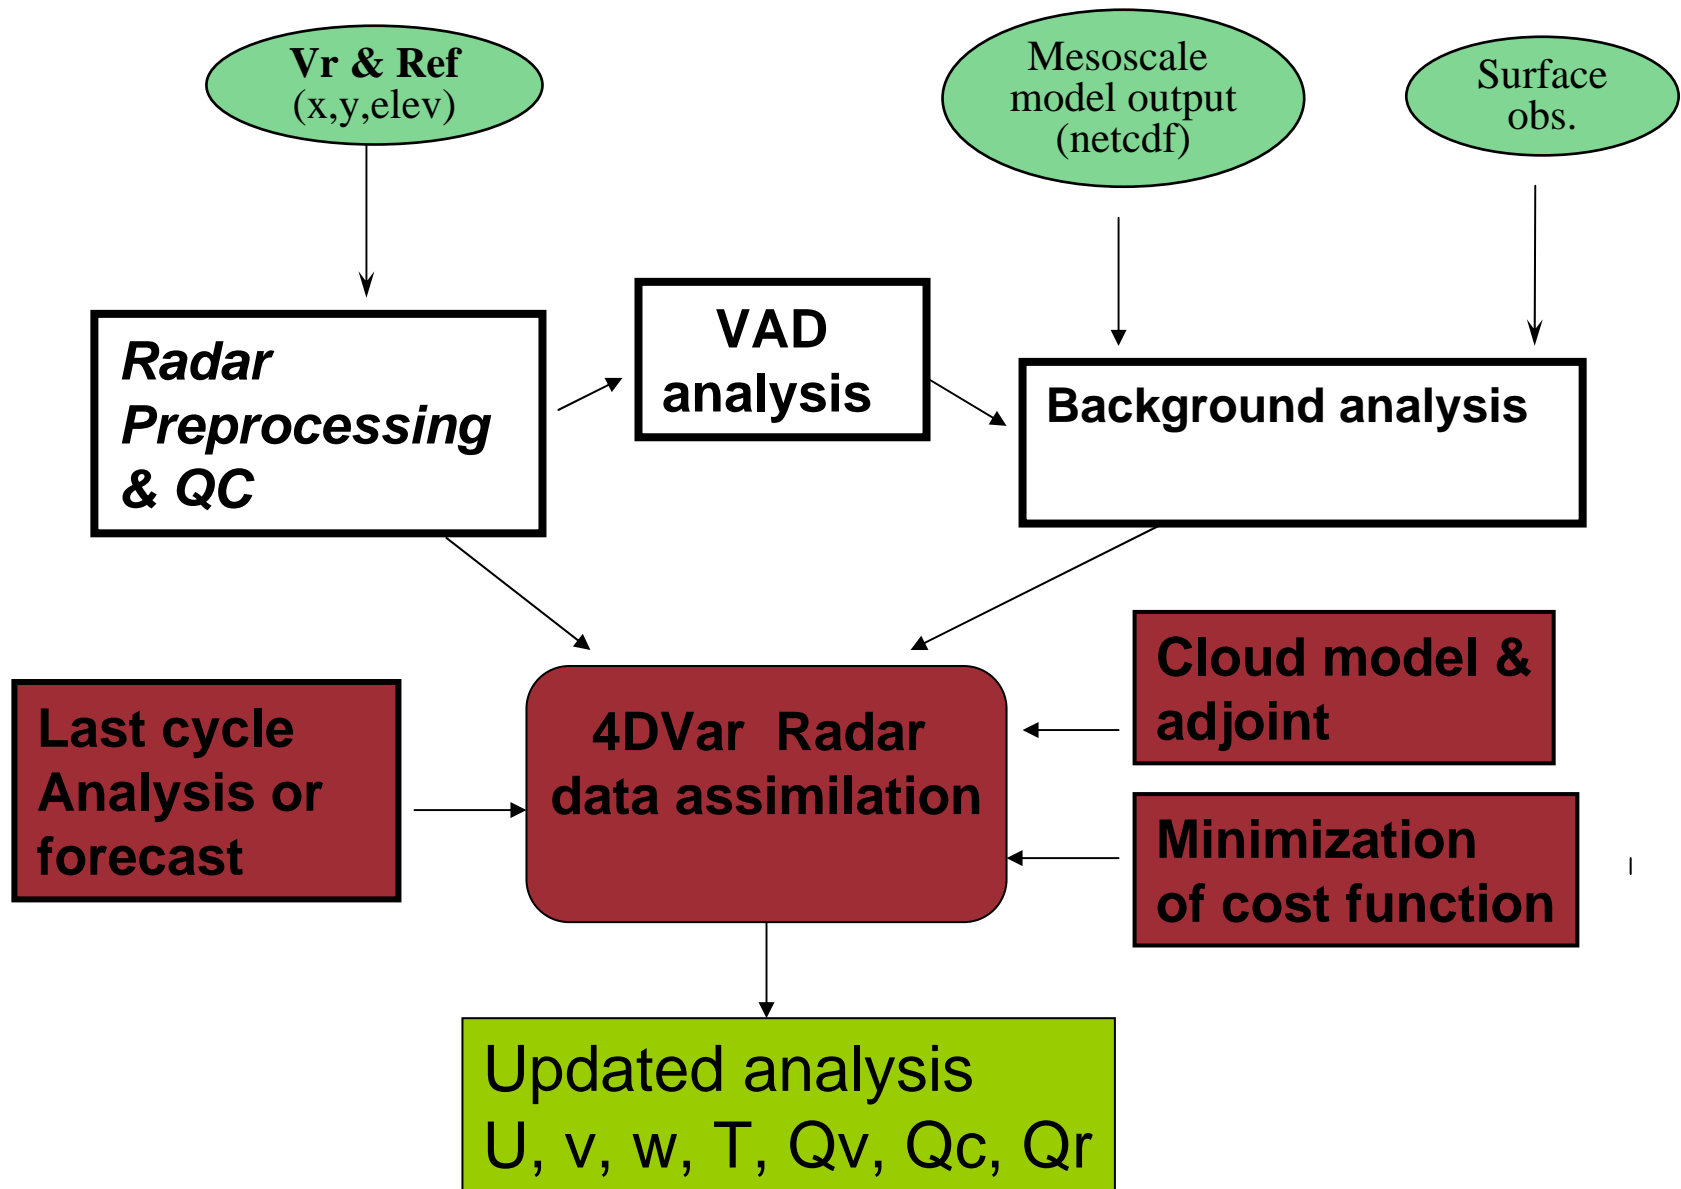 Vr & Ref
(x,y,elev)
Mesoscale
model output
(netcdf)
Surface
obs.
Radar
Preprocessing
& QC
VAD
analysis
Background analysis
Last cycle
Analysis or
forecast
4DVar Radar
data assimilation
Cloud model &
adjoint
Minimization
of cost function
Updated analysis
U, v, w, T, Qv, Qc, Qr